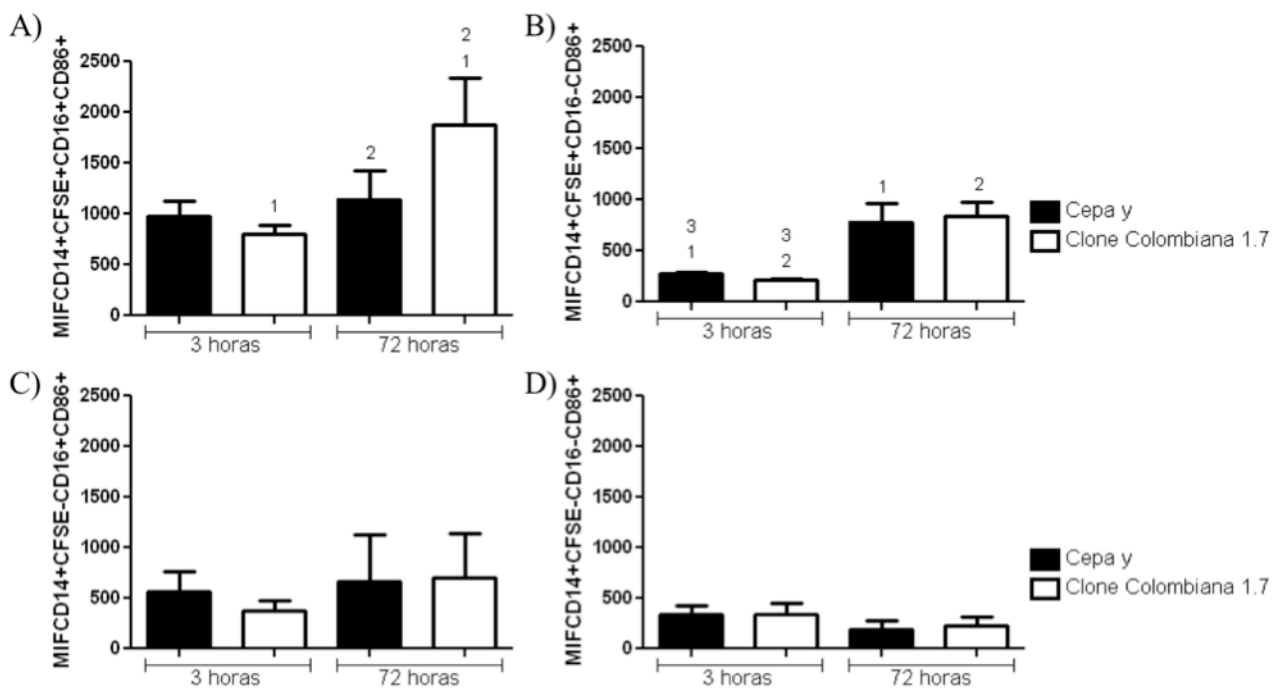 A)
MIFCD14+CFSE+CD16+CD86+
2500
2000
1500
1000
500
0
1
2
2
1
3 horas
72 horas
B)
MIFCD14+CFSE+CD16-CD86+
2500
2000
1500
1000
500
0
3
1
3
2
1
2
3 horas
72 horas
Cepa y
Clone Colombiana 1.7
C)
MIFCD14+CFSE-CD16+CD86+
2500
2000
1500
1000
500
0
3 horas
72 horas
D)
MIFCD14+CFSE-CD16-CD86+
2500
2000
1500
1000
500
0
3 horas
72 horas
Cepa y
Clone Colombiana 1.7